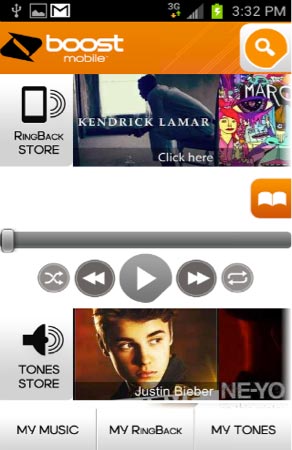 3G
3:32 PM
boost
mobile
RINGBACK
STORE
KENDRICK LAMAR
Click here
MARO
TONES
STORE
Justin Bieber
NE-YO
MY MUSIC
MY RINGBACK
MY TONES